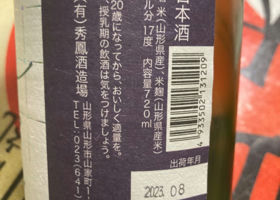 日本酒
米(山形県産)、米麹(山形県産米)
ル分 17度 内容量720ml
4933502131209
出荷年月
2023.08
20歳になってから。おいしく適量を。
授乳期の飲酒は気をつけましょう。
有)秀鳳酒造場
山形県山形市山家町1
TEL:023(641)